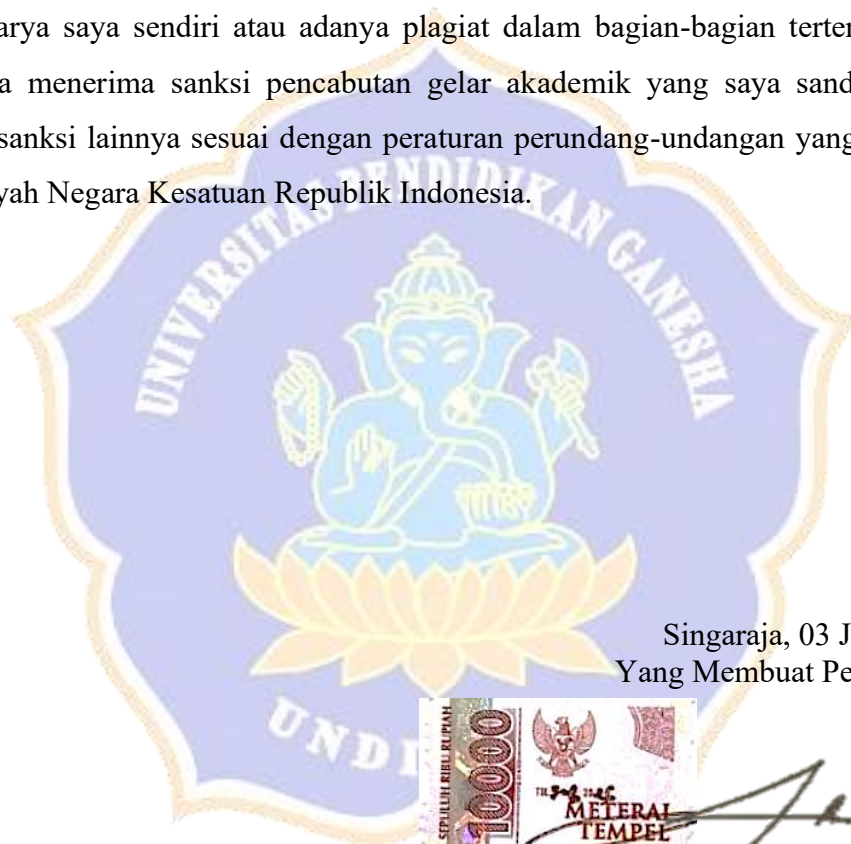 arya saya sendiri atau adanya plagiat dalam bagian-bagian terter
a menerima sanksi pencabutan gelar akademik yang saya sand
sanksi lainnya sesuai dengan peraturan perundang-undangan yang
yah Negara Kesatuan Republik Indonesia.
UNIVERSITAS PENDIDIKAN GANESHA
Singaraja, 03 J
Yang Membuat Pe
UNDI
SEPULUH RIBU RUPIAH
10000
METERAI
TEMPEL